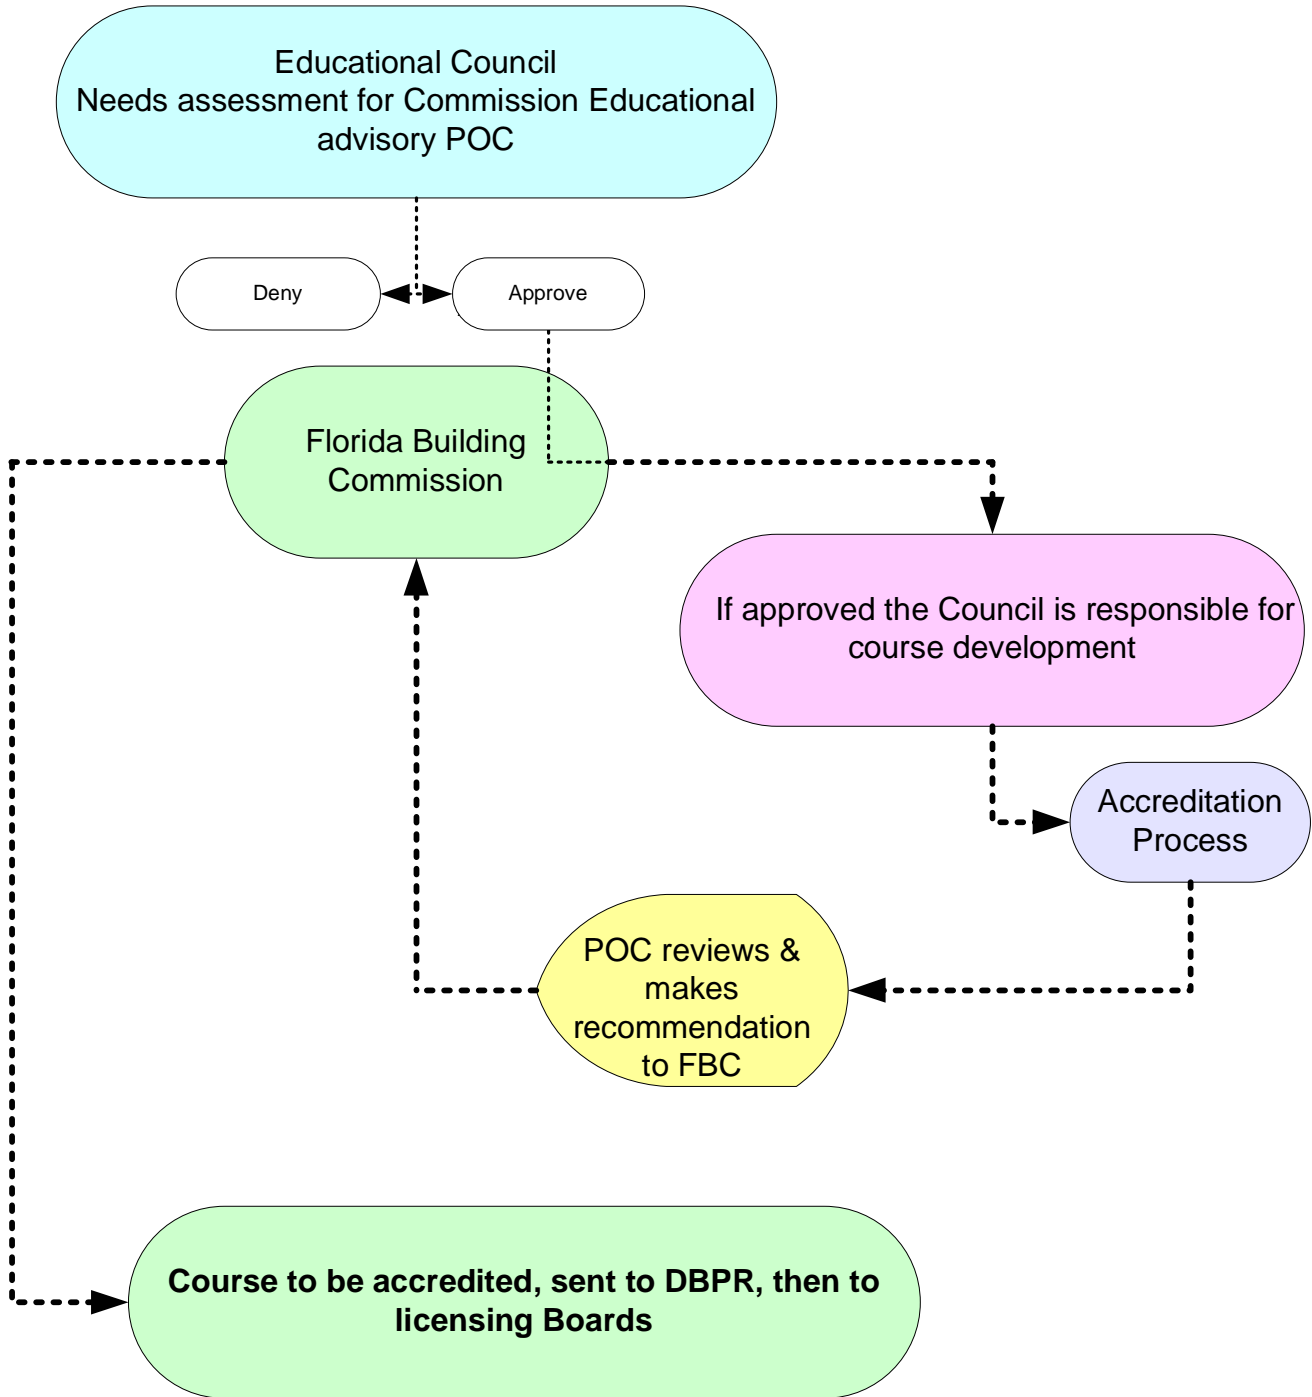 Educational Council
Needs assessment for Commission Educational
advisory POC
Deny
Approve
Florida Building
Commission
If approved the Council is responsible for
course development
Accreditation
Process
POC reviews &
makes
recommendation
to FBC
Course to be accredited, sent to DBPR, then to
licensing Boards